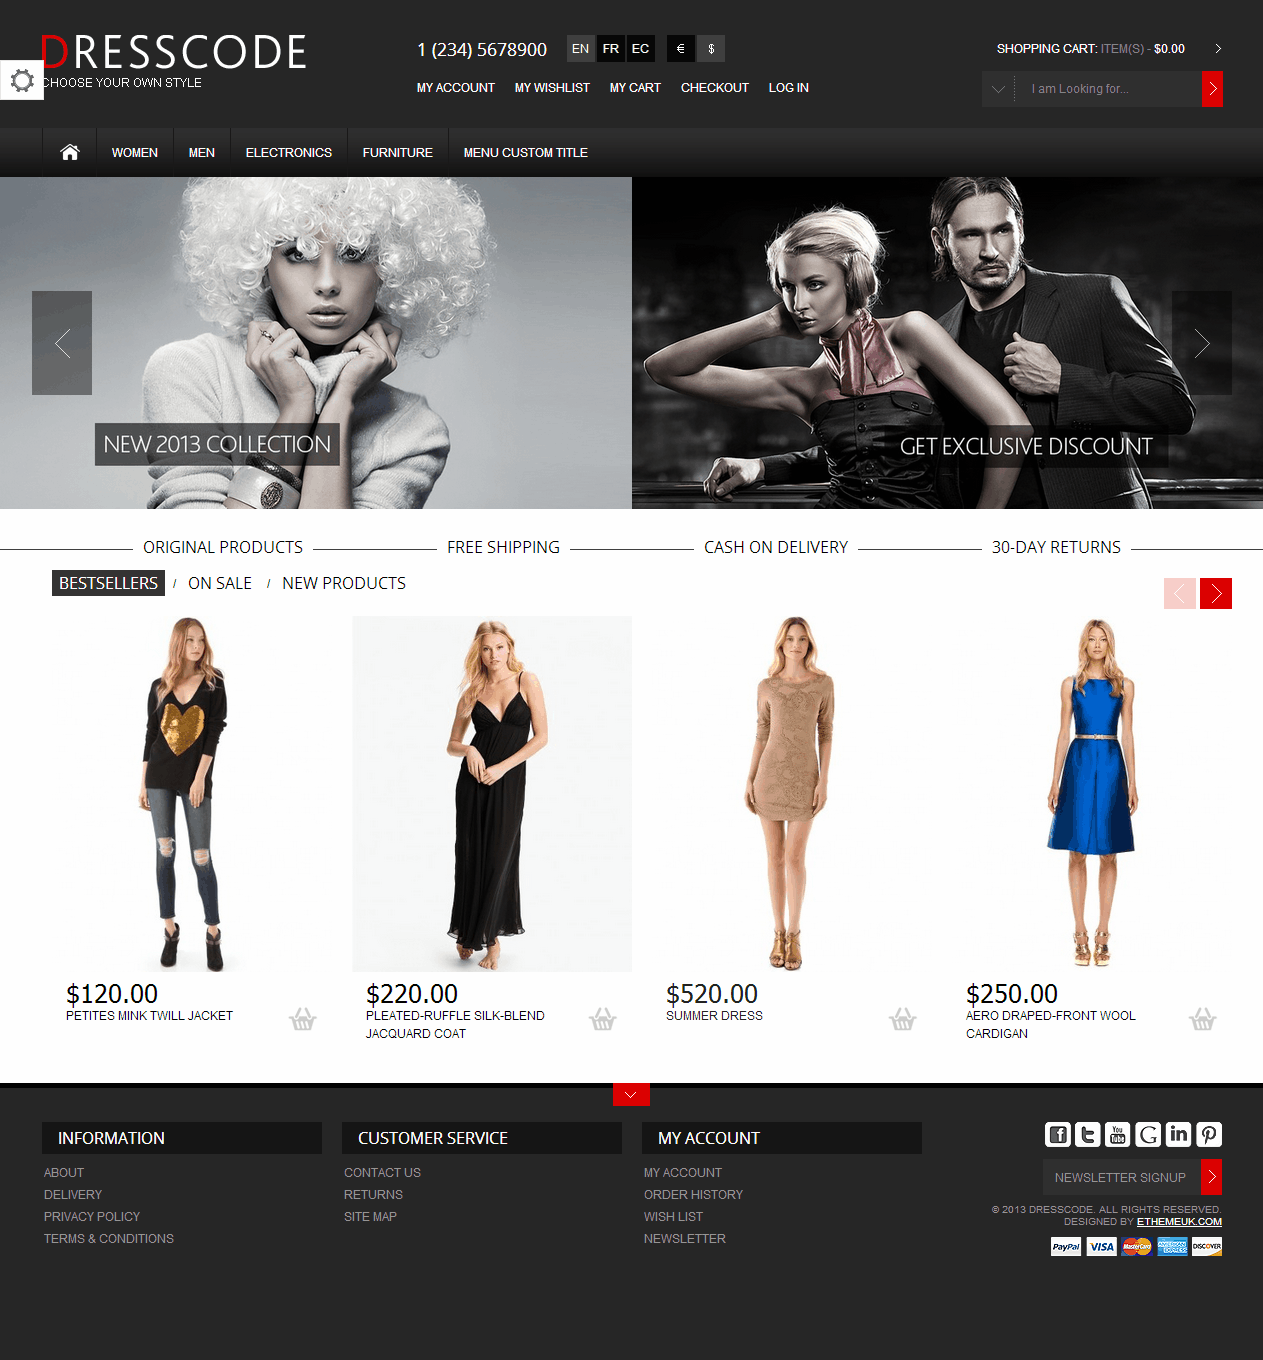 DRESSCODE
CHOOSE YOUR OWN STYLE
1 (234) 5678900 EN FR EC € $
MY ACCOUNT MY WISHLIST MY CART CHECKOUT LOG IN
SHOPPING CART: ITEM(S) - $0.00
I am Looking for...
WOMEN MEN ELECTRONICS FURNITURE MENU CUSTOM TITLE
NEW 2013 COLLECTION
GET EXCLUSIVE DISCOUNT
ORIGINAL PRODUCTS FREE SHIPPING CASH ON DELIVERY 30-DAY RETURNS
BESTSELLERS / ON SALE / NEW PRODUCTS
$120.00
PETITES MINK TWILL JACKET
$220.00
PLEATED-RUFFLE SILK-BLEND
JACQUARD COAT
$520.00
SUMMER DRESS
$250.00
AERO DRAPED-FRONT WOOL
CARDIGAN
INFORMATION
ABOUT
DELIVERY
PRIVACY POLICY
TERMS & CONDITIONS
CUSTOMER SERVICE
CONTACT US
RETURNS
SITE MAP
MY ACCOUNT
MY ACCOUNT
ORDER HISTORY
WISH LIST
NEWSLETTER
You Tube
NEWSLETTER SIGNUP
© 2013 DRESSCODE. ALL RIGHTS RESERVED.
DESIGNED BY ETHEMEUK.COM
PayPal VISA MasterCard AMERICAN EXPRESS DISCOVER